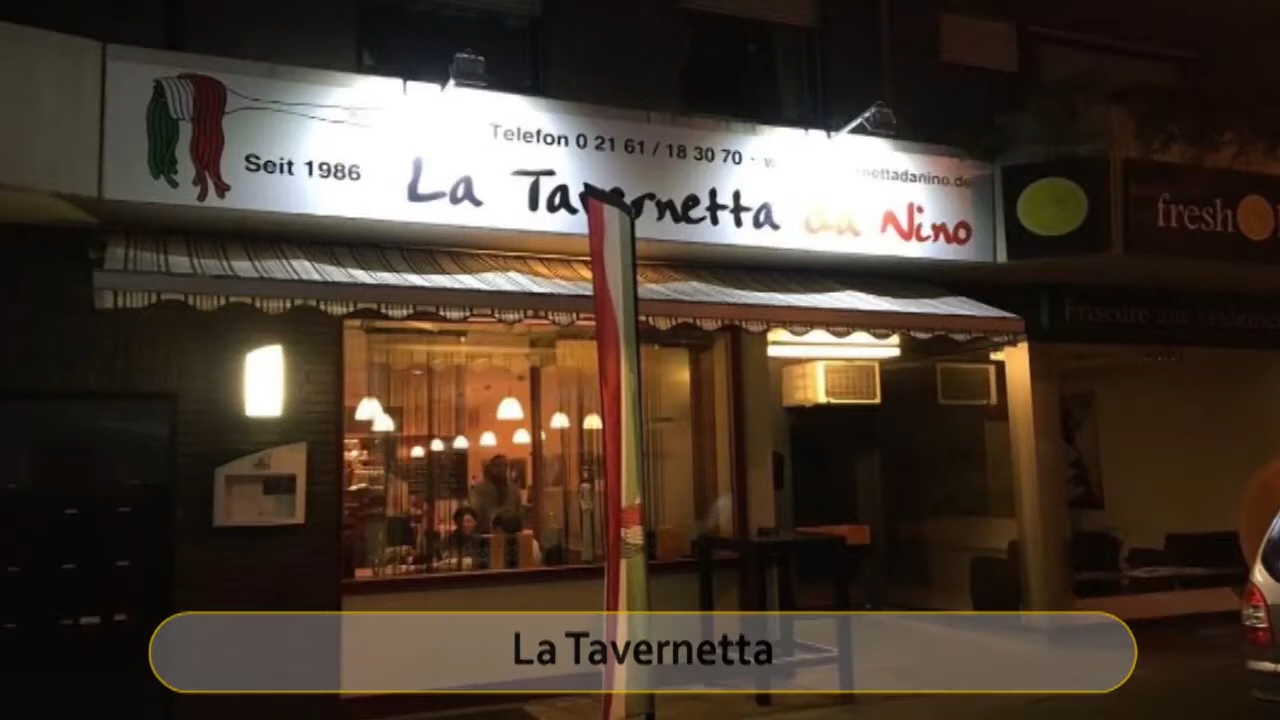 Telefon 0 21 61 / 18 30 70 -
Seit 1986
La Tavernetta da Nino
fresh
La Tavernetta